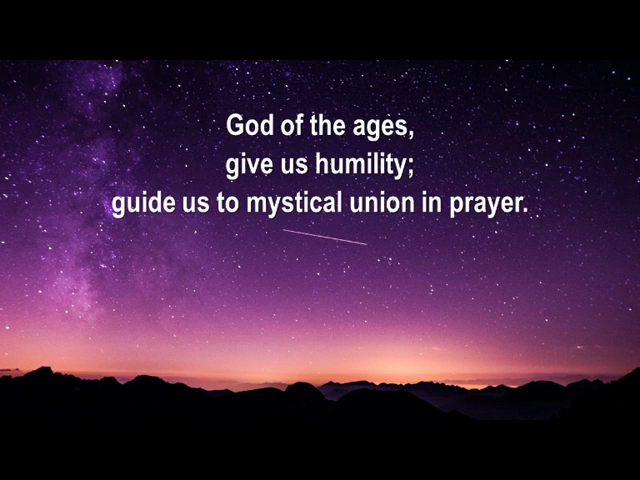 God of the ages,
give us humility;
guide us to mystical union in prayer.